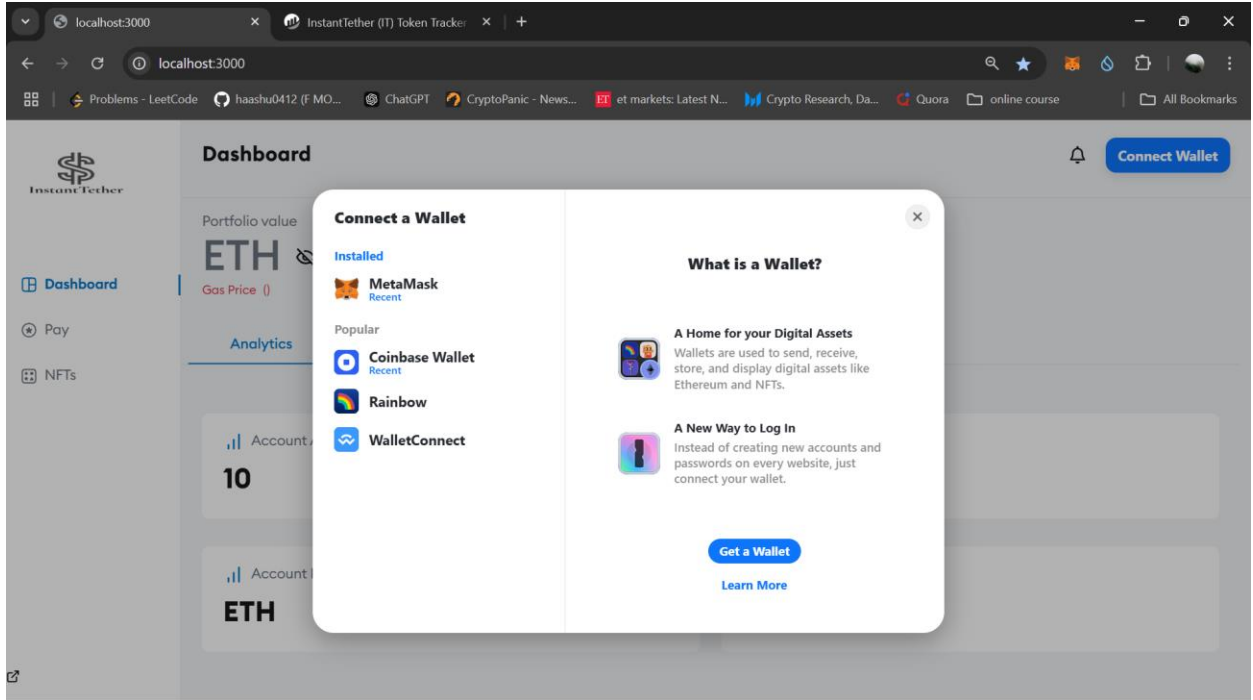 localhost:3000
InstantTether (IT) Token Tracker
localhost:3000
Problems - LeetCode
haashu0412 (F MO...
ChatGPT
CryptoPanic - News...
ET
et markets: Latest N...
Crypto Research, Da...
Quora
online course
All Bookmarks
InstantTether
Dashboard
Connect Wallet
Portfolio value
ETH
Gas Price ()
Dashboard
Pay
NFTs
Analytics
Account
10
Account
ETH
Connect a Wallet
Installed
MetaMask
Recent
Popular
Coinbase Wallet
Recent
Rainbow
WalletConnect
What is a Wallet?
A Home for your Digital Assets
Wallets are used to send, receive,
store, and display digital assets like
Ethereum and NFTs.
A New Way to Log In
Instead of creating new accounts and
passwords on every website, just
connect your wallet.
Get a Wallet
Learn More